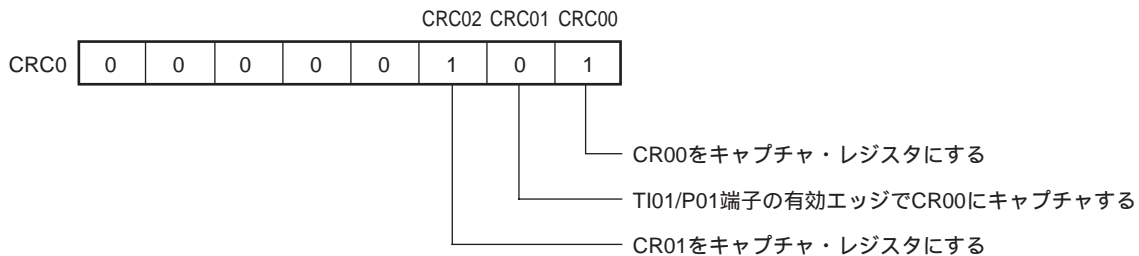 CRC02 CRC01 CRC00
CRC0 0 0 0 0 0 1 0 1
CR00をキャプチャ・レジスタにする
TI01/P01端子の有効エッジでCR00にキャプチャする
CR01をキャプチャ・レジスタにする